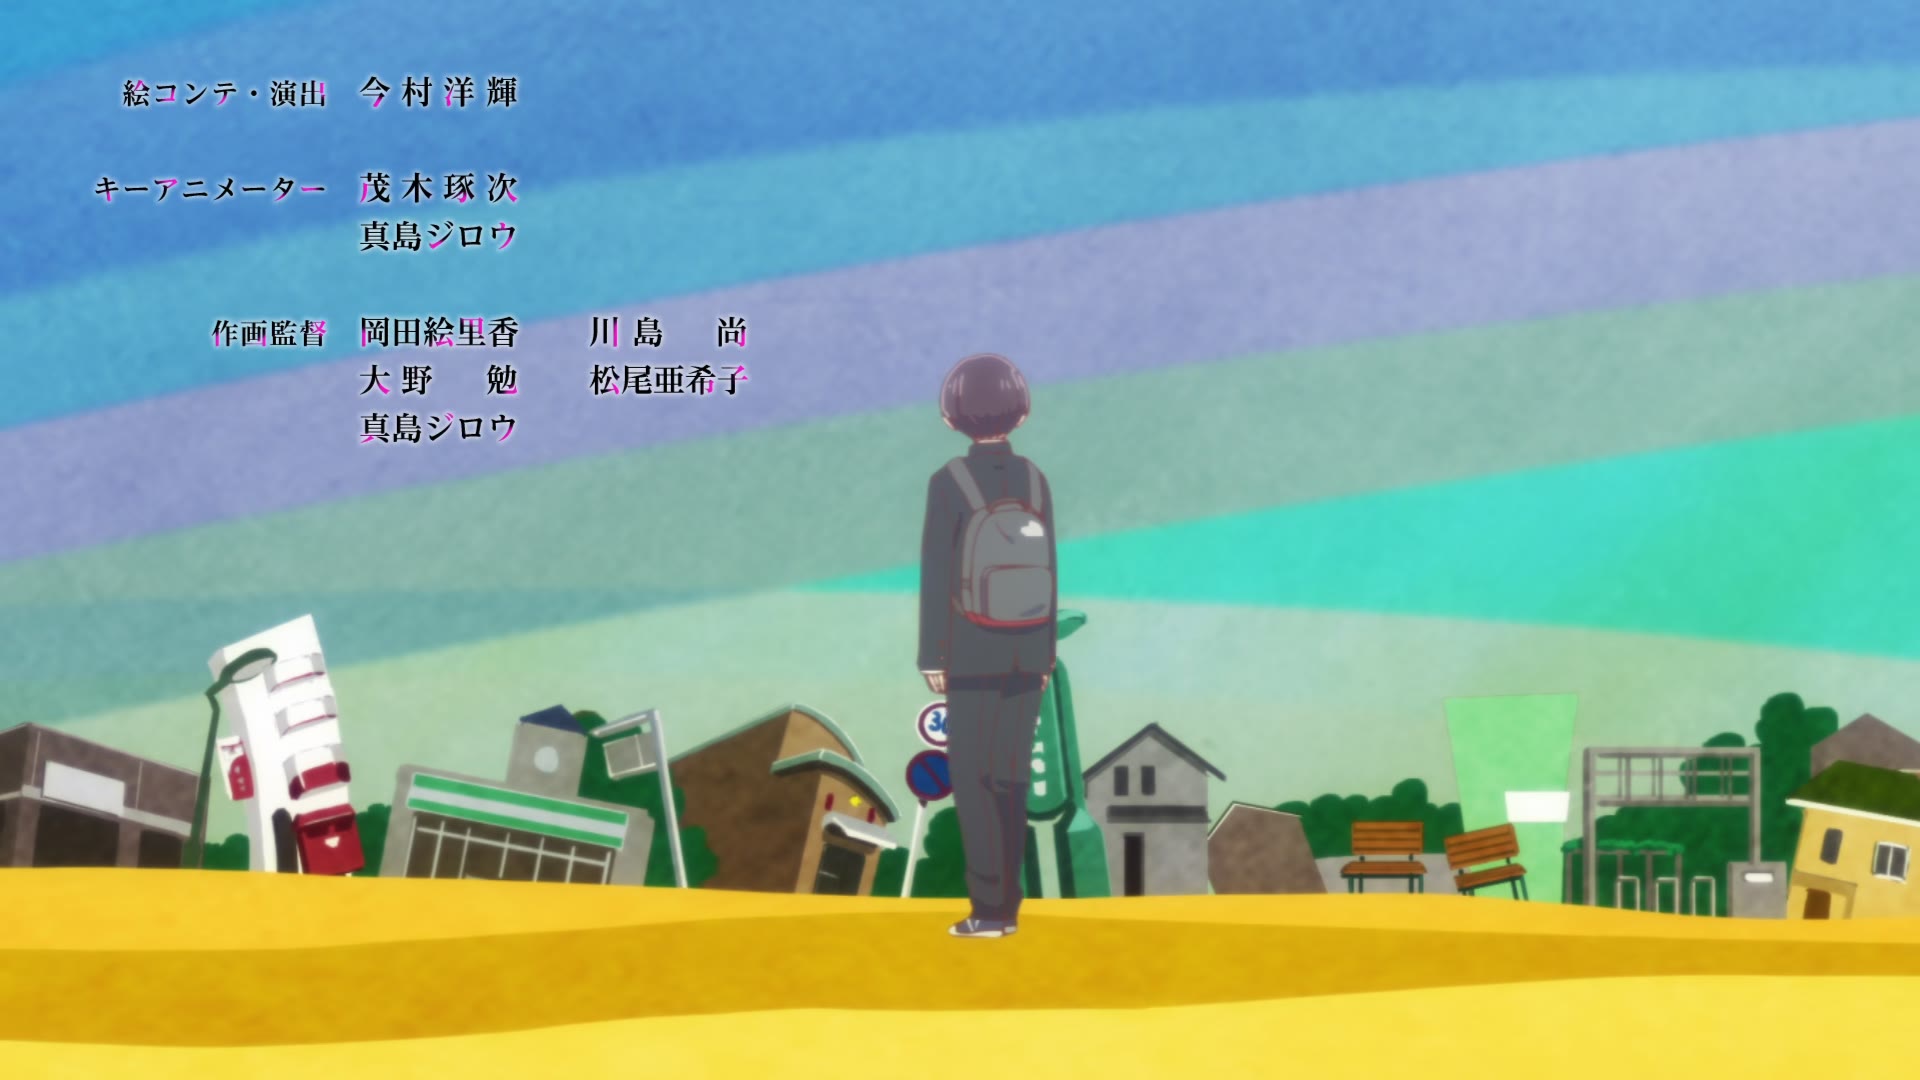 絵コンテ・演出 今村洋輝
キーアニメーター 茂木琢次
真島ジロウ
作画監督 岡田絵里香 川島尚
大野勉 松尾亜希子
真島ジロウ